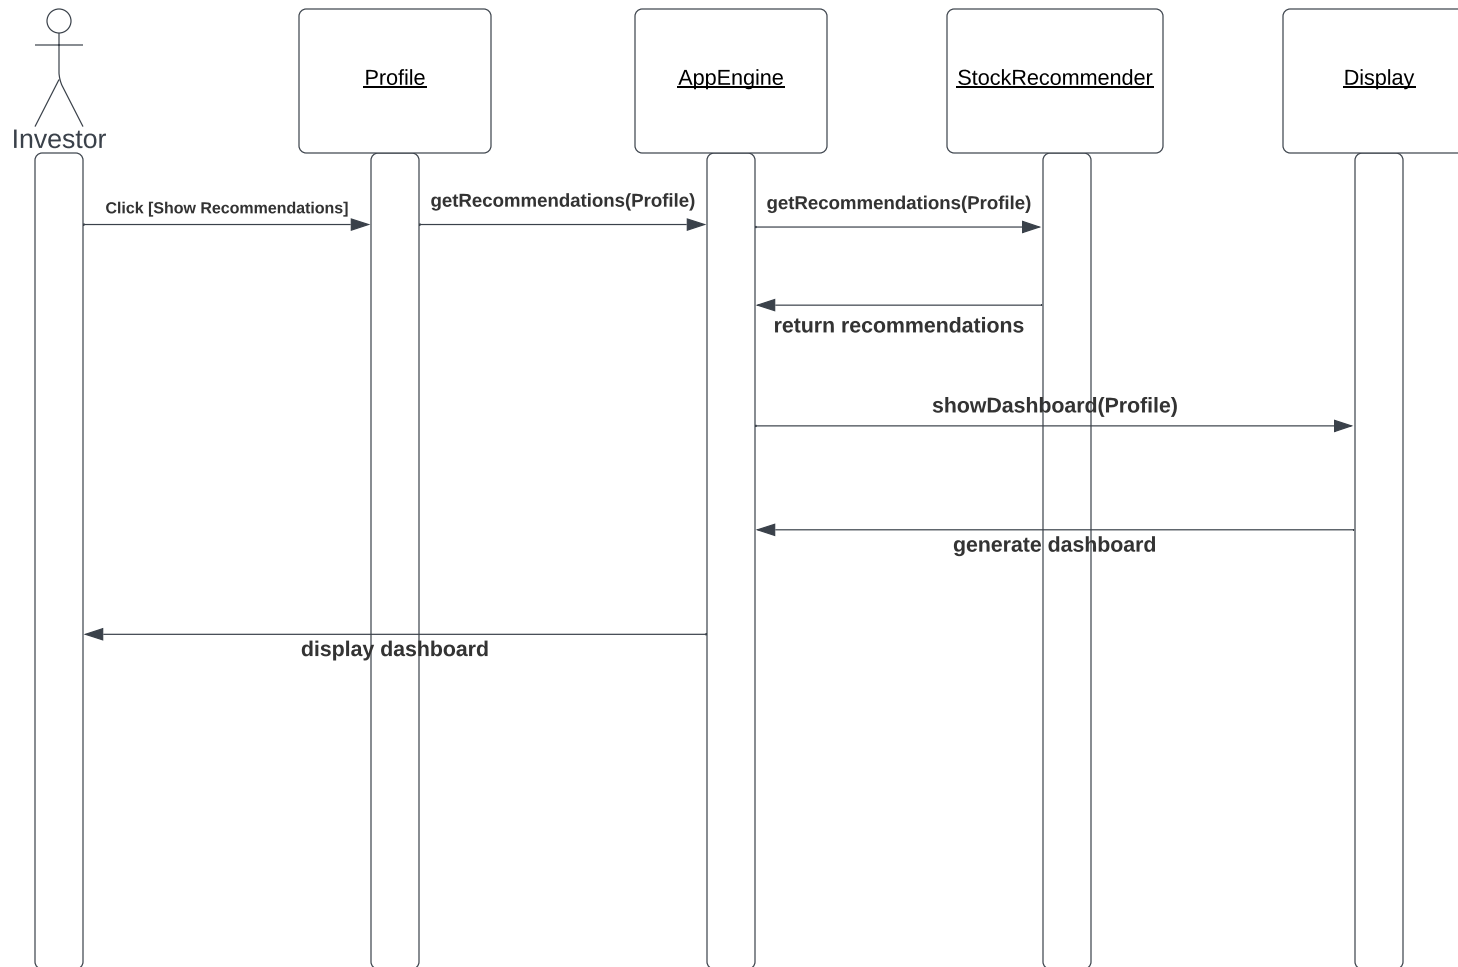 Investor
Profile
AppEngine
StockRecommender
Display
Click [Show Recommendations]
getRecommendations(Profile)
getRecommendations(Profile)
return recommendations
showDashboard(Profile)
generate dashboard
display dashboard